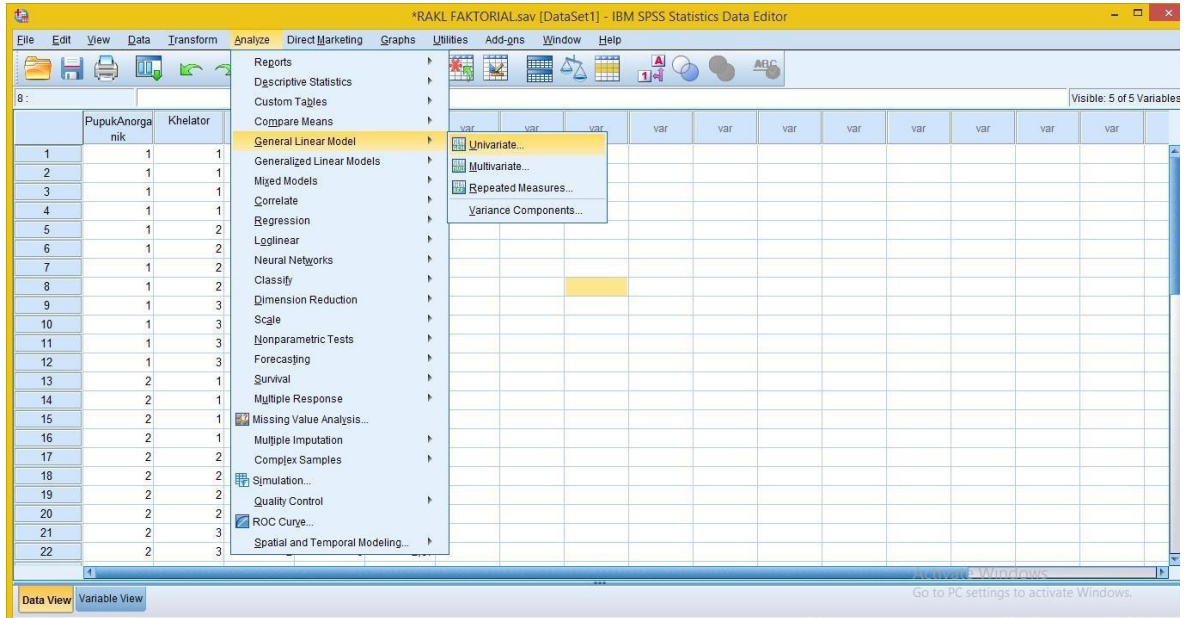 *RAKL FAKTORIAL.sav [DataSet1] - IBM SPSS Statistics Data Editor
File Edit View Data Transform Analyze Direct Marketing Graphs Utilities Add-ons Window Help
8 :
Visible: 5 of 5 Variables
PupukAnorganik Khelator var var var var var var var var var var
Reports
Descriptive Statistics
Custom Tables
Compare Means
General Linear Model
Generalized Linear Models
Mixed Models
Correlate
Regression
Loglinear
Neural Networks
Classify
Dimension Reduction
Scale
Nonparametric Tests
Forecasting
Survival
Multiple Response
Missing Value Analysis...
Multiple Imputation
Complex Samples
Simulation...
Quality Control
ROC Curve...
Spatial and Temporal Modeling...
Univariate...
Multivariate...
Repeated Measures...
Variance Components...
1 1 1
2 1 1
3 1 1
4 1 1
5 1 2
6 1 2
7 1 2
8 1 2
9 1 3
10 1 3
11 1 3
12 1 3
13 2 1
14 2 1
15 2 1
16 2 1
17 2 2
18 2 2
19 2 2
20 2 2
21 2 3
22 2 3
Data View Variable View
Activate Windows
Go to PC settings to activate Windows.